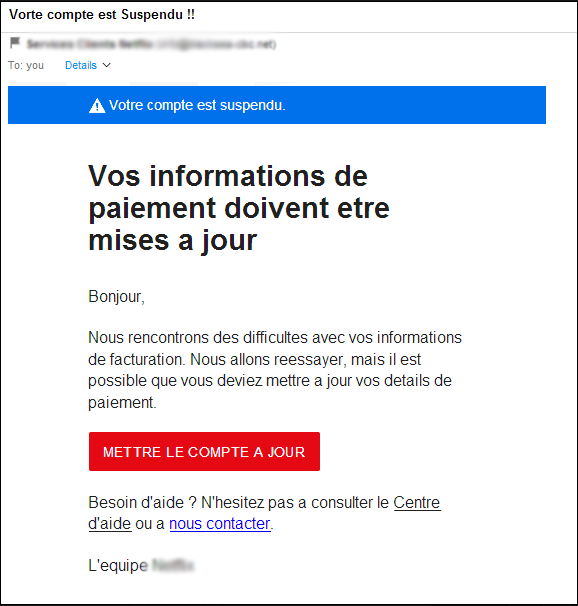 Vorte compte est Suspendu !!
To: you Details
Votre compte est suspendu.
Vos informations de
paiement doivent etre
mises a jour
Bonjour,
Nous rencontrons des difficultes avec vos informations
de facturation. Nous allons reessayer, mais il est
possible que vous deviez mettre a jour vos details de
paiement.
METTRE LE COMPTE A JOUR
Besoin d'aide ? N'hesitez pas a consulter le Centre
d'aide ou a nous contacter.
L'equipe